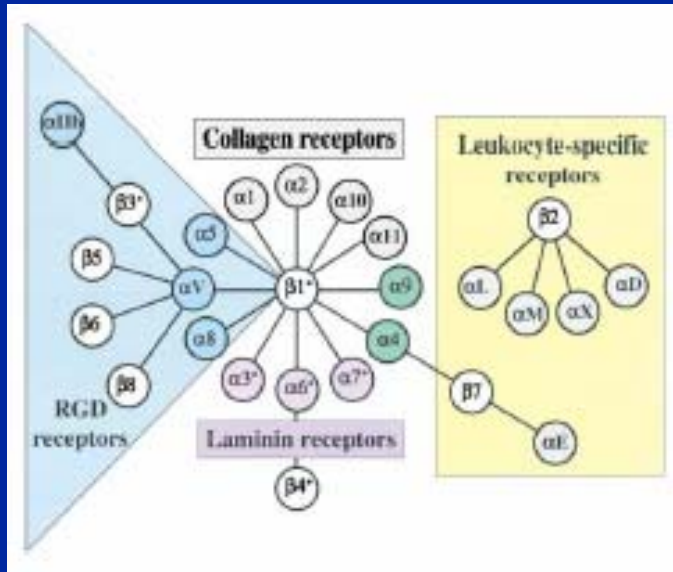 αIIb
Collagen receptors
Leukocyte-specific
receptors
α1
α2
α10
α11
β3*
α5
β2
β5
αV
β1*
α9
αL
αM
αX
αD
β6
α8
α4
β8
α3*
α6*
α7*
β7
RGD
receptors
Laminin receptors
αE
β4*